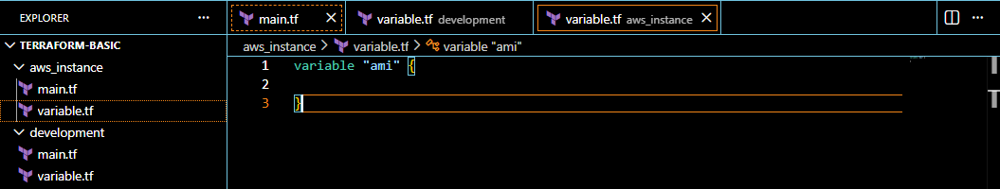 EXPLORER ···
TERRAFORM-BASIC
aws_instance
main.tf
variable.tf
development
main.tf
variable.tf
main.tf variable.tf development variable.tf aws_instance ···
aws_instance > variable.tf > variable "ami"
1 variable "ami" {
2
3 }